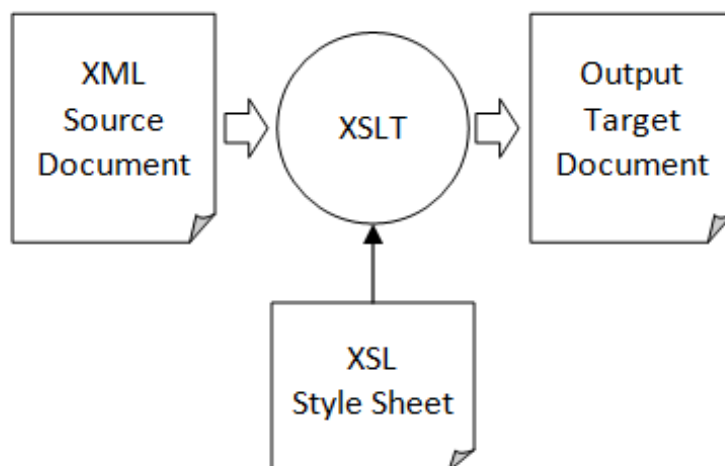 XML
Source
Document
XSLT
Output
Target
Document
XSL
Style Sheet